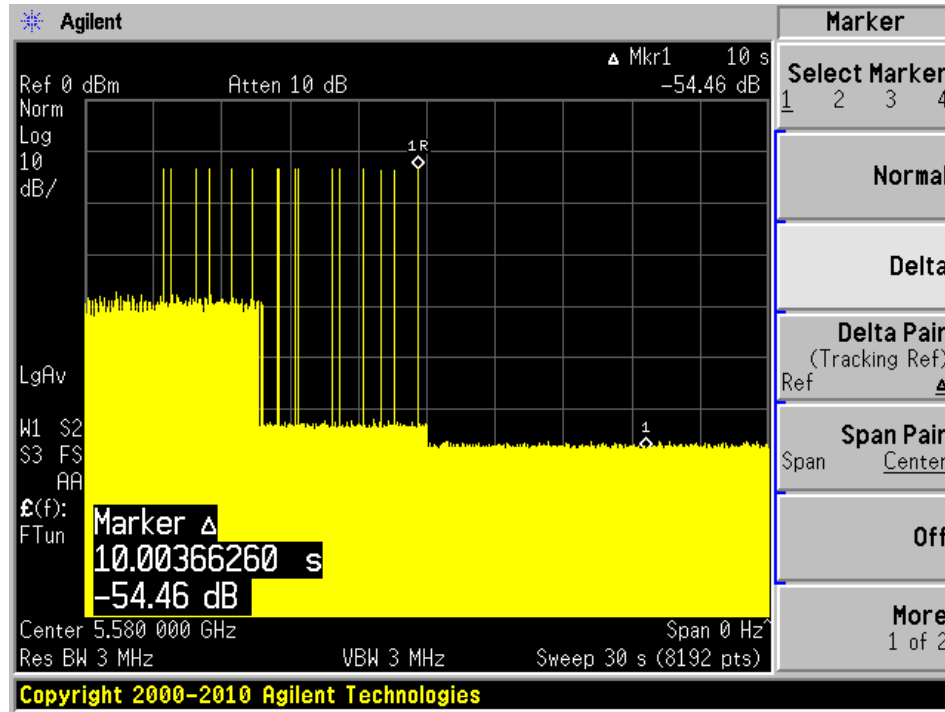 Agilent
Marker
▵ Mkr1 10 s
Ref 0 dBm Atten 10 dB -54.46 dB
Norm
Log
10
dB/
1R
LgAv
1
W1 S2
S3 FS
AA
£(f):
FTun
Marker ▵
10.00366260 s
-54.46 dB
Center 5.580 000 GHz Span 0 Hz^
Res BW 3 MHz VBW 3 MHz Sweep 30 s (8192 pts)
Copyright 2000-2010 Agilent Technologies
Select Marker
1 2 3 4
Normal
Delta
Delta Pair
(Tracking Ref)
Ref ▵
Span Pair
Span Center
Off
More
1 of 2